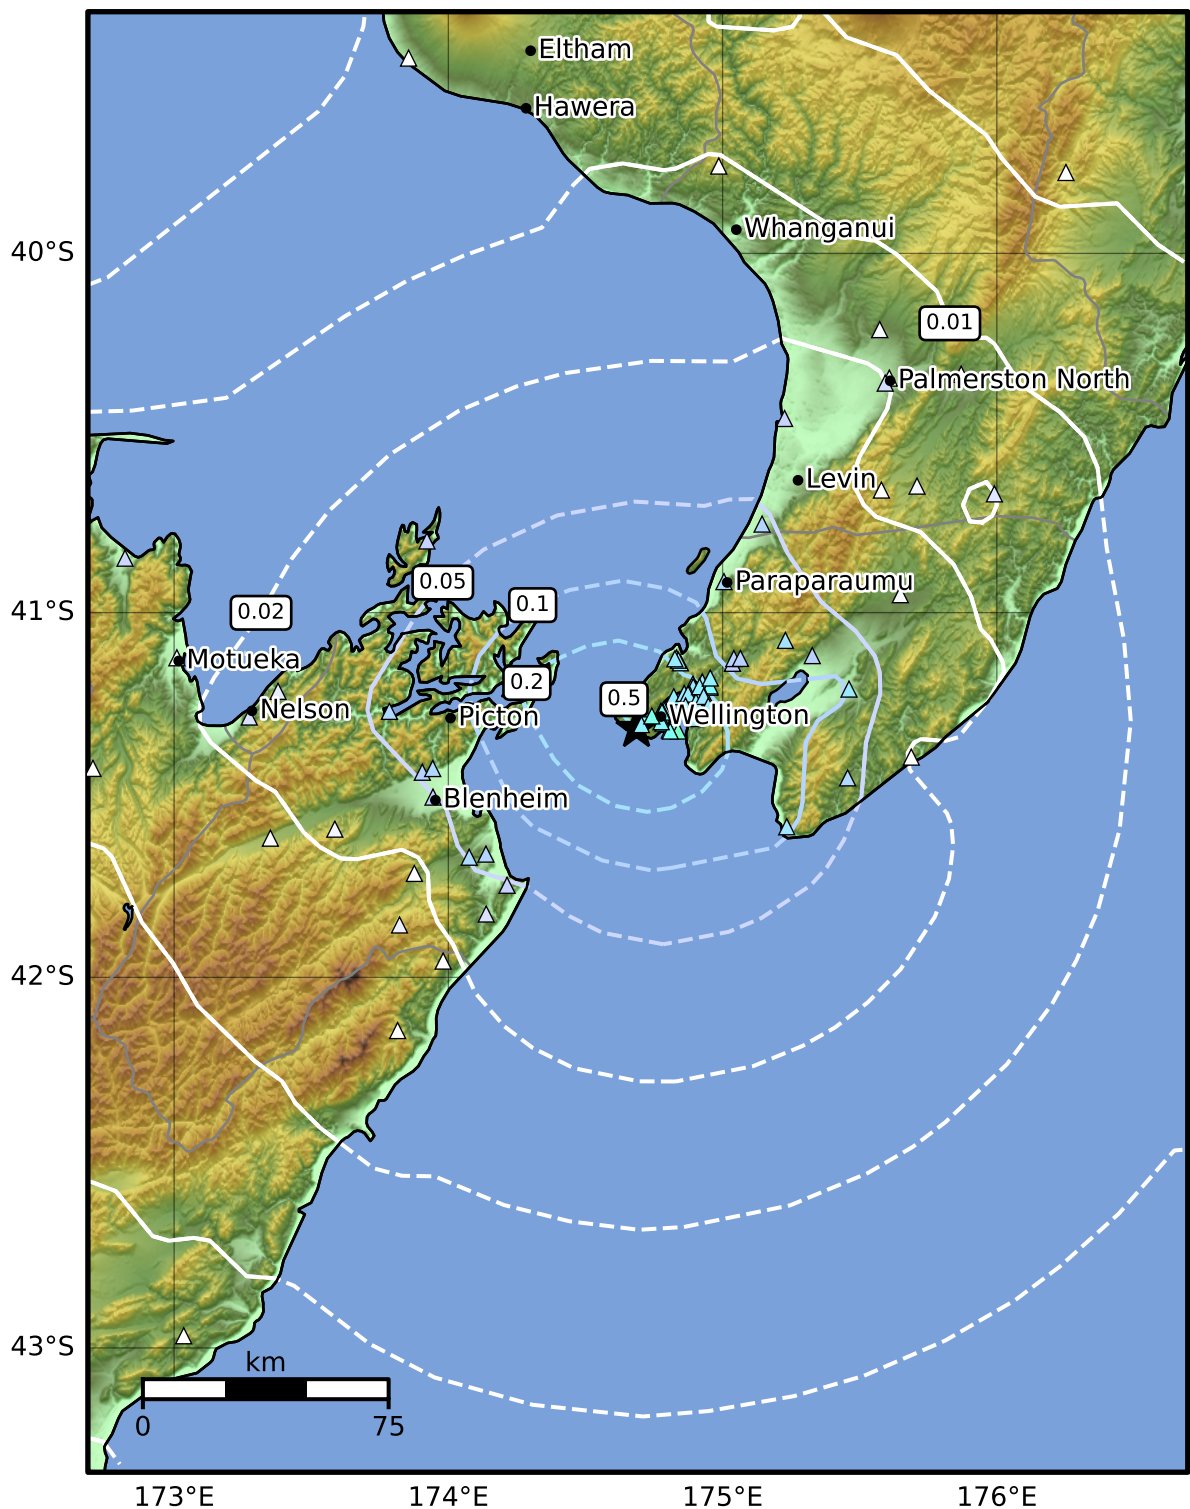 Eltham
Hawera
Whanganui
40°S
0.01
Palmerston North
Levin
0.05
Paraparaumu
0.02
0.1
41°S
Motueka
0.2
0.5
Nelson
Picton
Wellington
Blenheim
42°S
43°S
km
0
75
173°E
174°E
175°E
176°E